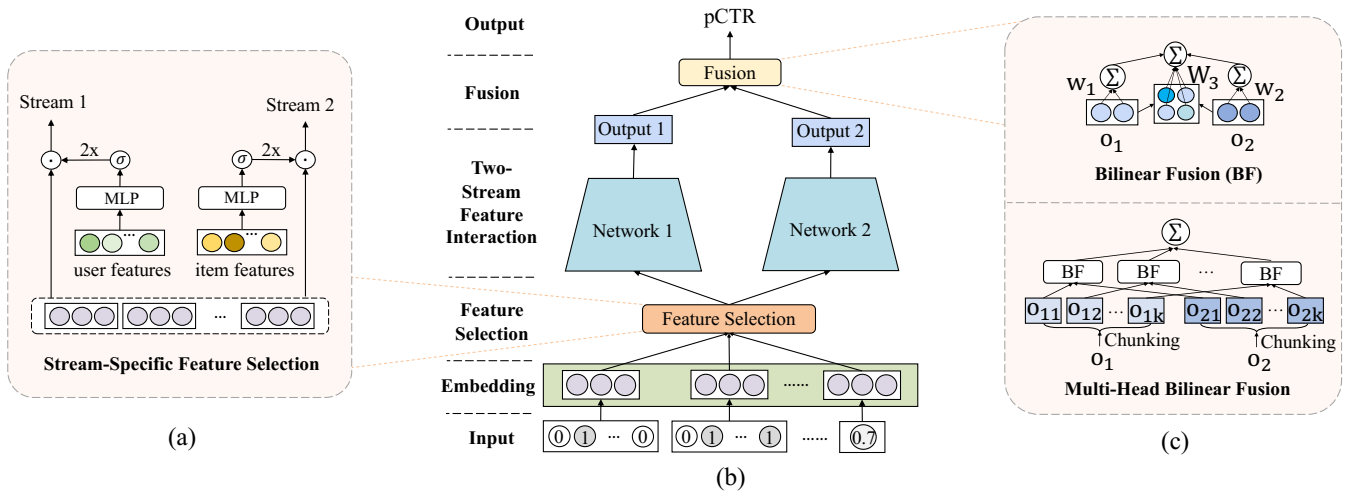 Stream 1
Stream 2
2x
σ
σ
2x
MLP
MLP
...
...
user features
item features
...
Stream-Specific Feature Selection
(a)
Output
pCTR
Fusion
Fusion
Output 1
Output 2
Two-
Stream
Feature
Interaction
Network 1
Network 2
Feature
Selection
Feature Selection
Embedding
......
Input
0 1 ... 0
0 1 ... 1
......
0.7
(b)
Σ
Σ
Σ
W1
W3
W2
o1
o2
Bilinear Fusion (BF)
Σ
BF
BF
...
BF
o11 o12 ... o1k
o21 o22 ... o2k
Chunking
Chunking
o1
o2
Multi-Head Bilinear Fusion
(c)